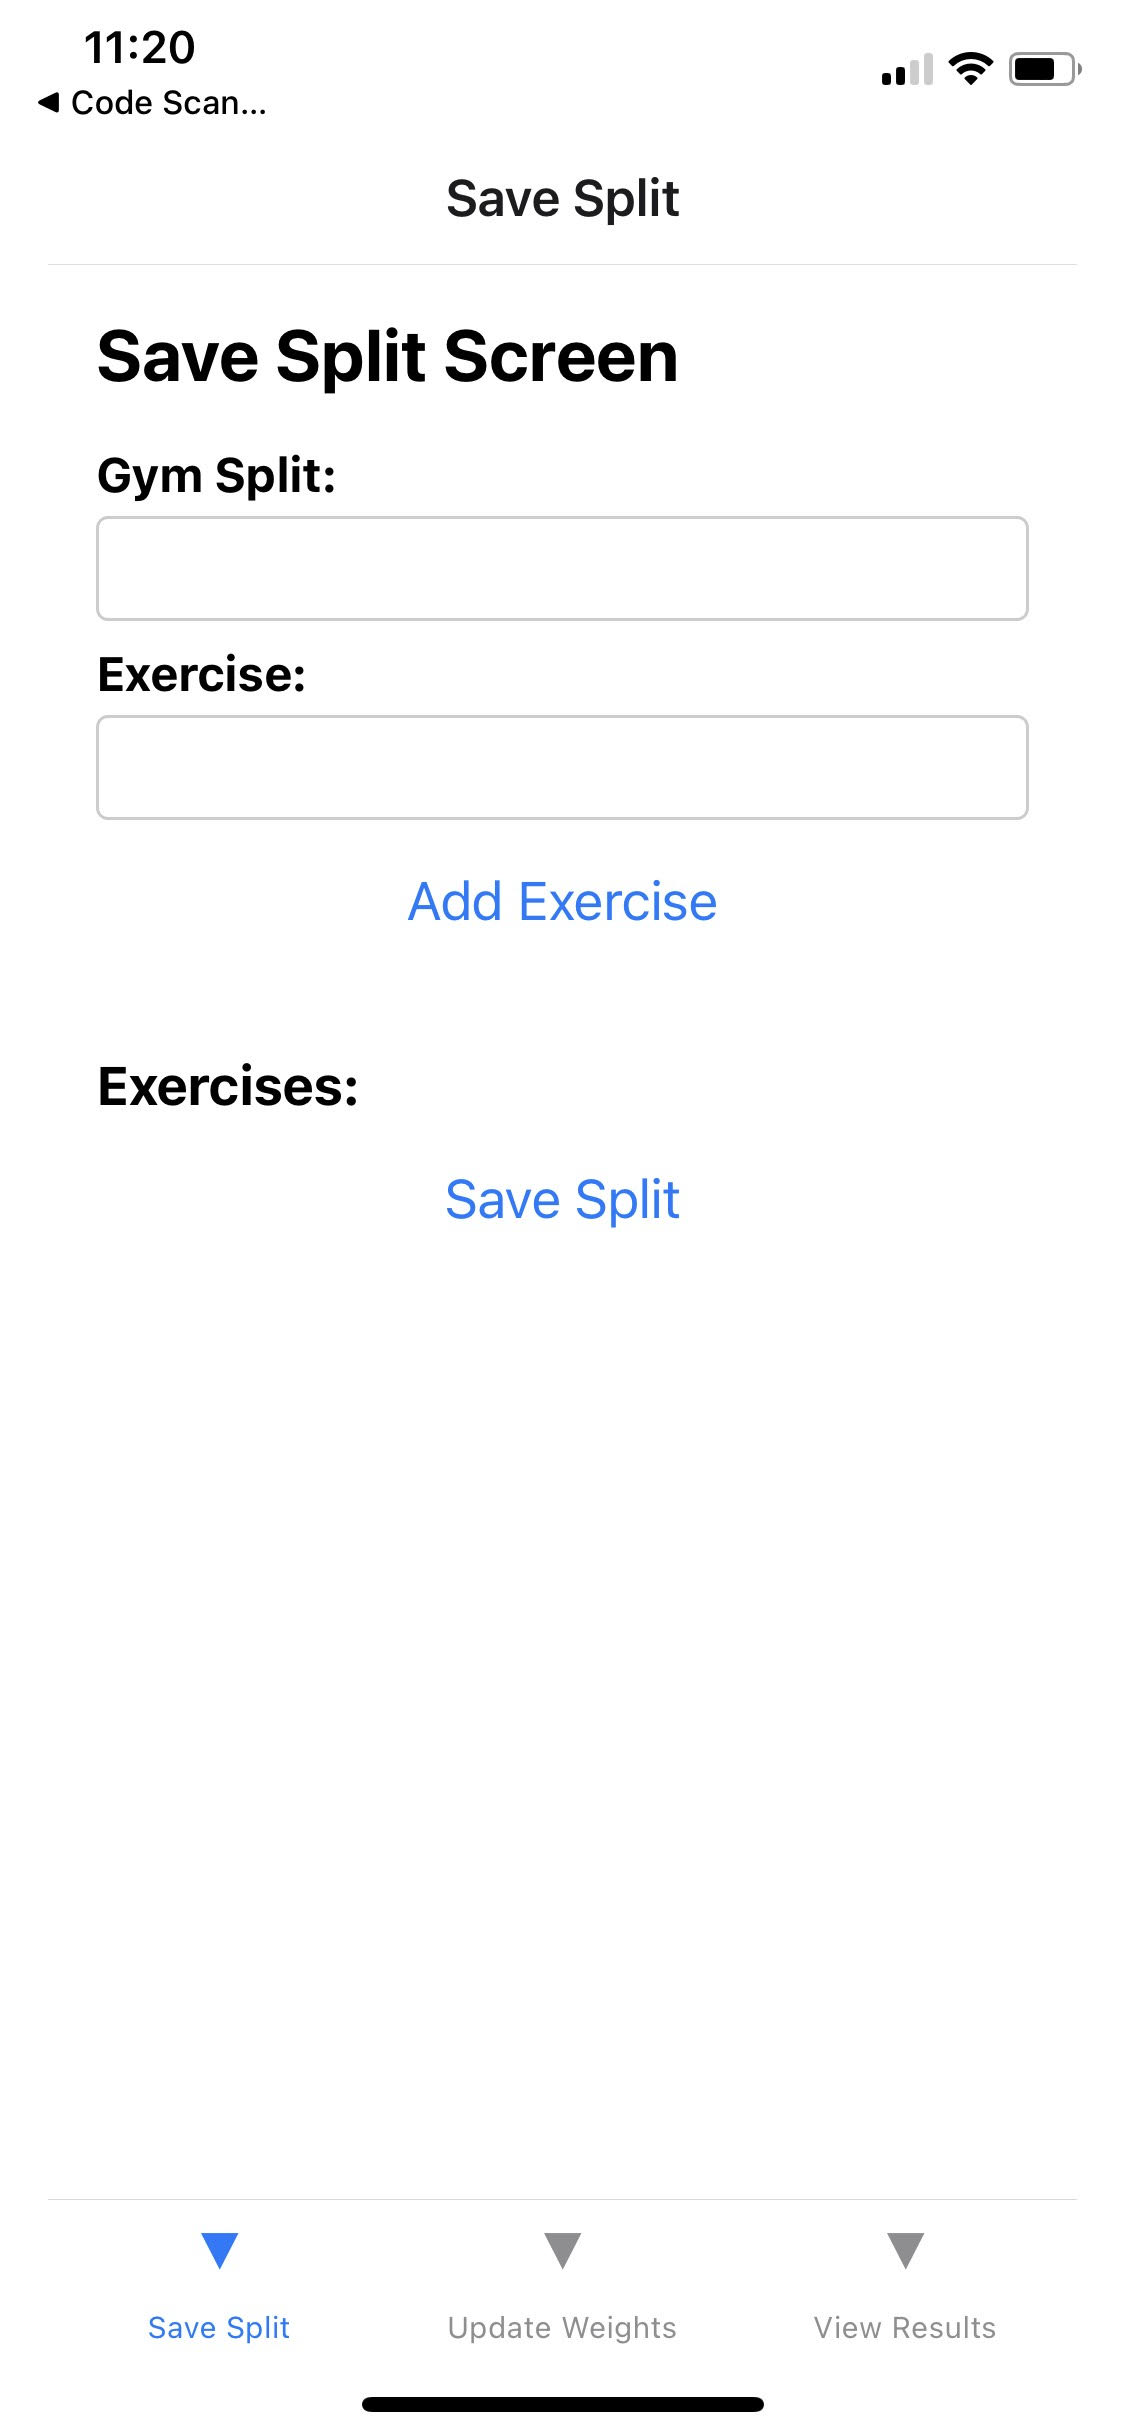 11:20
◀ Code Scan...
Save Split
Save Split Screen
Gym Split:
Exercise:
Add Exercise
Exercises:
Save Split
Save Split
Update Weights
View Results